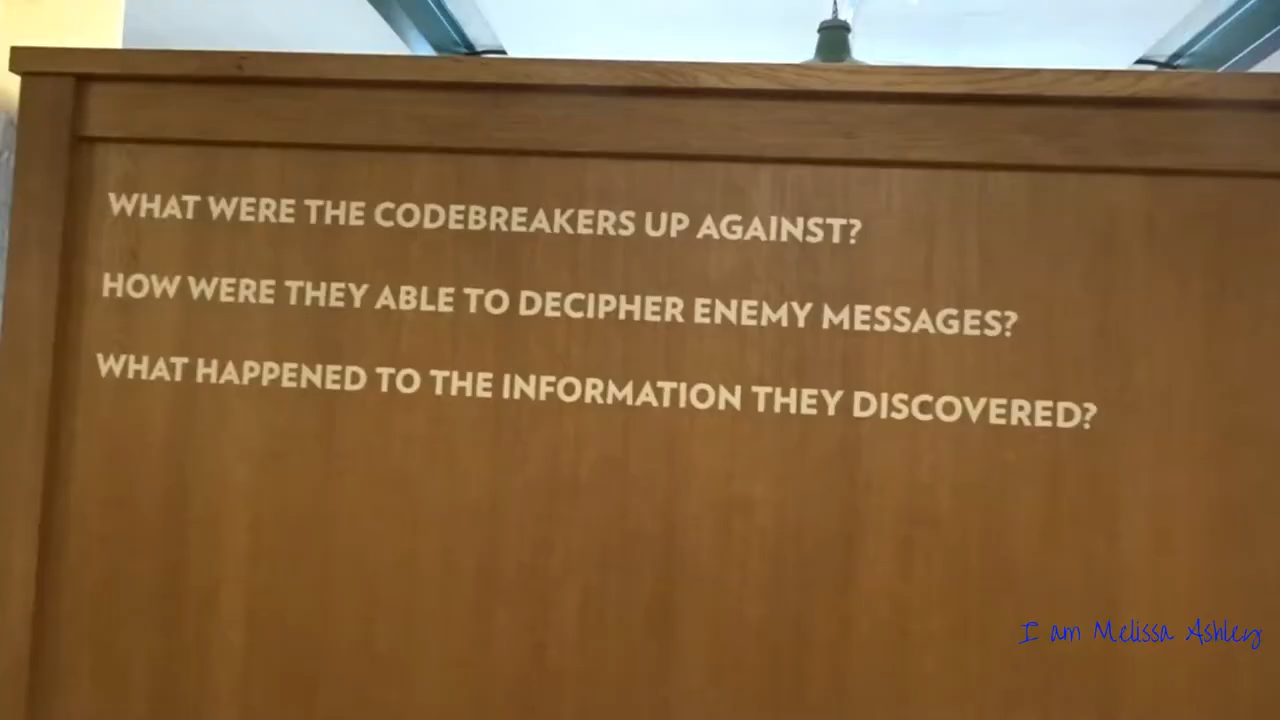 WHAT WERE THE CODEBREAKERS UP AGAINST?
HOW WERE THEY ABLE TO DECIPHER ENEMY MESSAGES?
WHAT HAPPENED TO THE INFORMATION THEY DISCOVERED?
I am Melissa Ashley